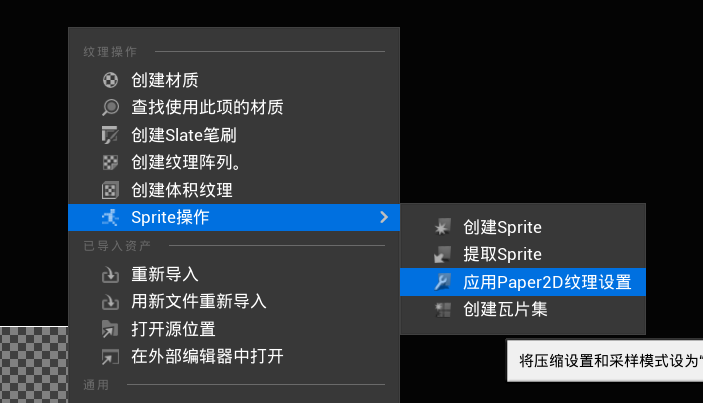 纹理操作
创建材质
查找使用此项的材质
创建Slate笔刷
创建纹理阵列。
创建体积纹理
Sprite操作
创建Sprite
提取Sprite
应用Paper2D纹理设置
创建瓦片集
已导入资产
重新导入
用新文件重新导入
打开源位置
在外部编辑器中打开
通用
将压缩设置和采样模式设为“